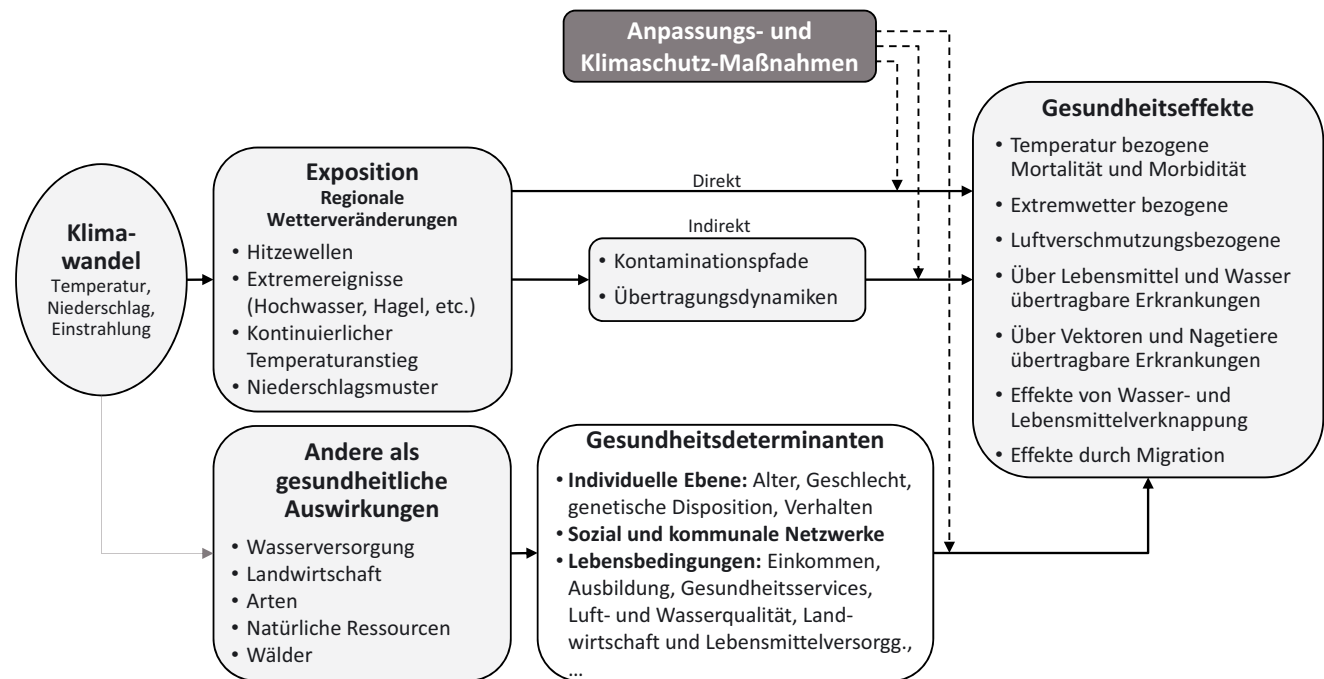 Anpassungs- und
Klimaschutz-Maßnahmen
Klima-
wandel
Temperatur,
Niederschlag,
Einstrahlung
Exposition
Regionale
Wetterveränderungen
• Hitzewellen
• Extremereignisse
(Hochwasser, Hagel, etc.)
• Kontinuierlicher
Temperaturanstieg
• Niederschlagsmuster
Direkt
Indirekt
• Kontaminationspfade
• Übertragungsdynamiken
Gesundheitseffekte
• Temperatur bezogene
Mortalität und Morbidität
• Extremwetter bezogene
• Luftverschmutzungsbezogene
• Über Lebensmittel und Wasser
übertragbare Erkrankungen
• Über Vektoren und Nagetiere
übertragbare Erkrankungen
• Effekte von Wasser- und
Lebensmittelverknappung
• Effekte durch Migration
Andere als
gesundheitliche
Auswirkungen
• Wasserversorgung
• Landwirtschaft
• Arten
• Natürliche Ressourcen
• Wälder
Gesundheitsdeterminanten
• Individuelle Ebene: Alter, Geschlecht,
genetische Disposition, Verhalten
• Sozial und kommunale Netzwerke
• Lebensbedingungen: Einkommen,
Ausbildung, Gesundheitsservices,
Luft- und Wasserqualität, Land-
wirtschaft und Lebensmittelversorgg.,
...